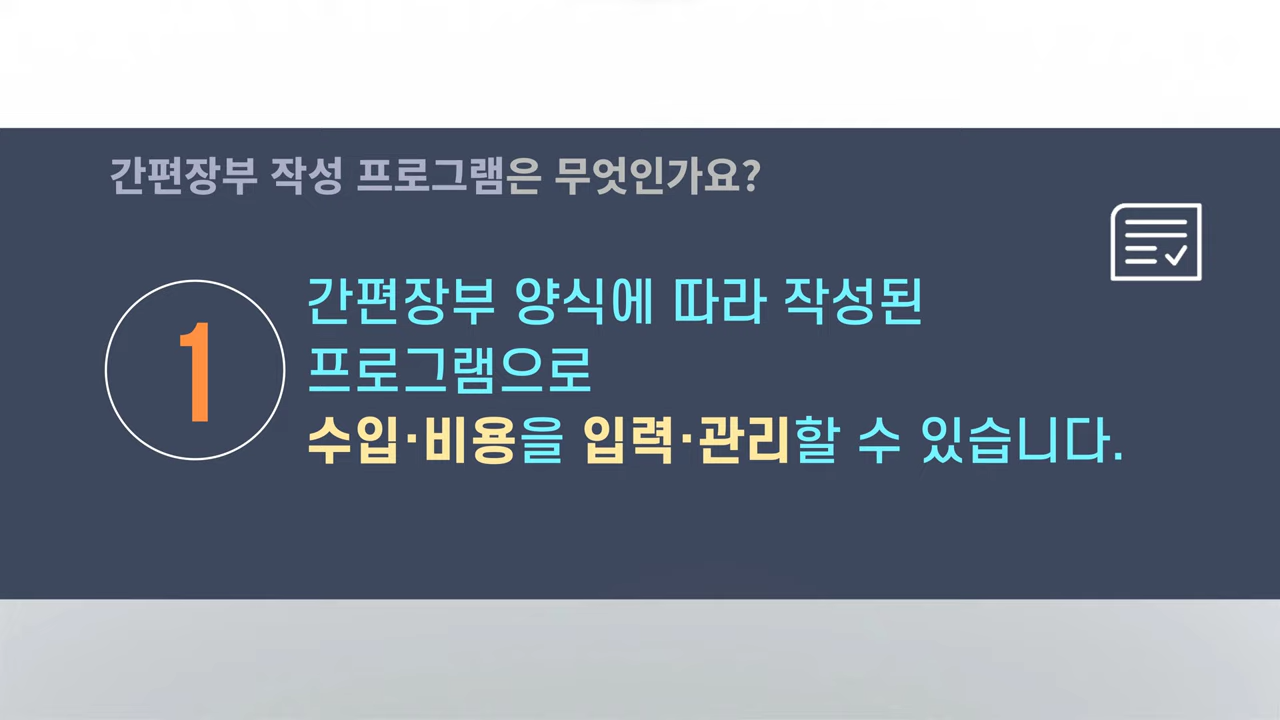 간편장부 작성 프로그램은 무엇인가요?
1
간편장부 양식에 따라 작성된
프로그램으로
수입·비용을 입력·관리할 수 있습니다.